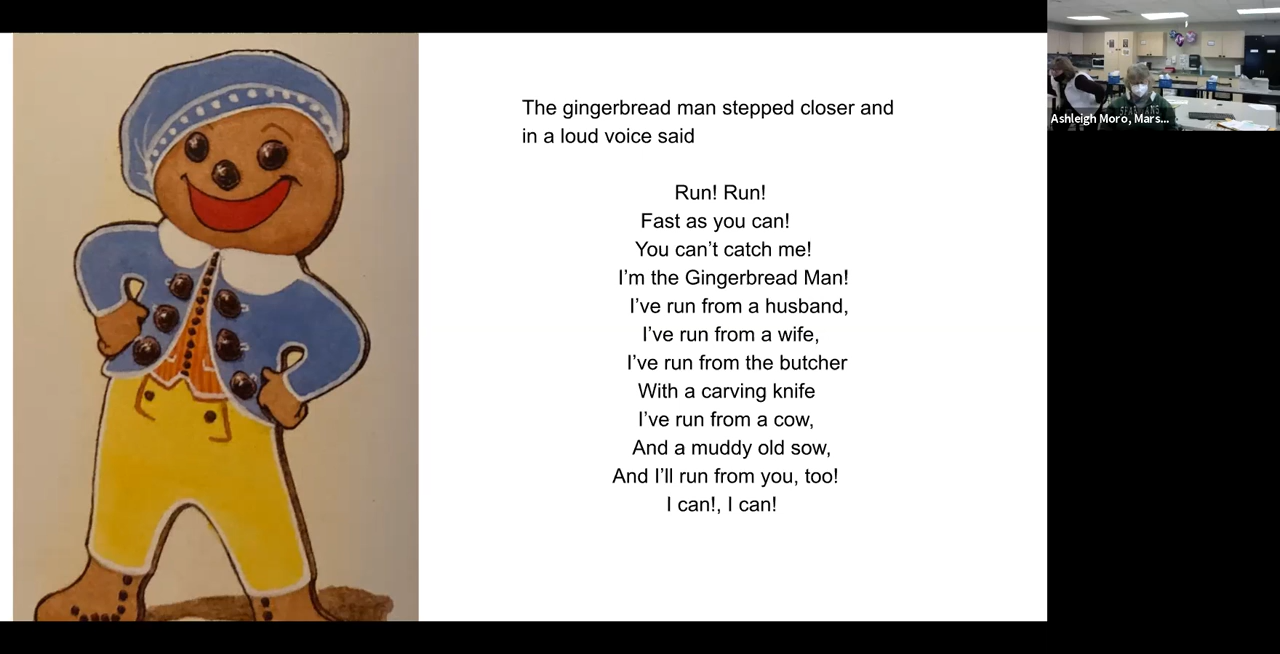 The gingerbread man stepped closer and
in a loud voice said
Run! Run!
Fast as you can!
You can’t catch me!
I’m the Gingerbread Man!
I’ve run from a husband,
I’ve run from a wife,
I’ve run from the butcher
With a carving knife
I’ve run from a cow,
And a muddy old sow,
And I’ll run from you, too!
I can!, I can!
SPARTANS
Ashleigh Moro, Mars...